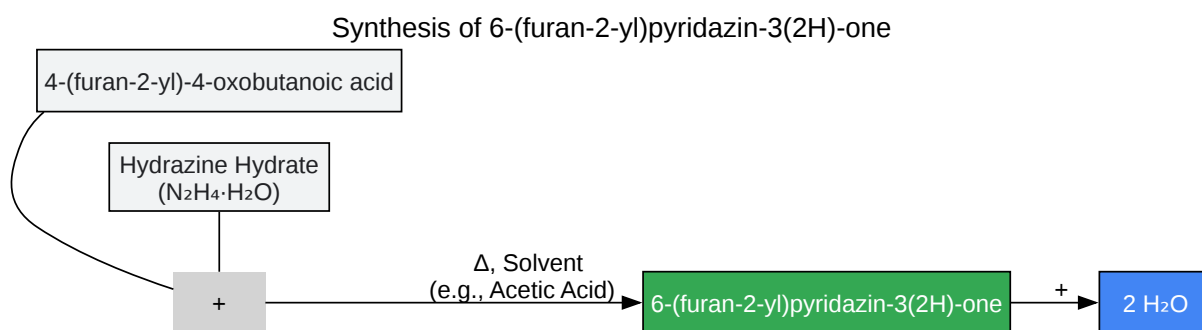 Synthesis of 6-(furan-2-yl)pyridazin-3(2H)-one
4-(furan-2-yl)-4-oxobutanoic acid
Hydrazine Hydrate
(N₂H₄·H₂O)
+
Δ, Solvent
(e.g., Acetic Acid)
6-(furan-2-yl)pyridazin-3(2H)-one
+
2 H₂O